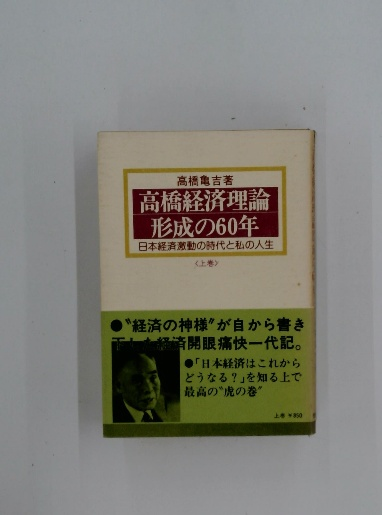 高橋亀吉著
高橋経済理論
形成の60年
日本経済激動の時代と私の人生
《上巻》
●〝経済の神様〟が自から書き
下した経済開眼痛快一代記。
●「日本経済はこれから
どうなる？」を知る上で
最高の〝虎の巻〟
上巻